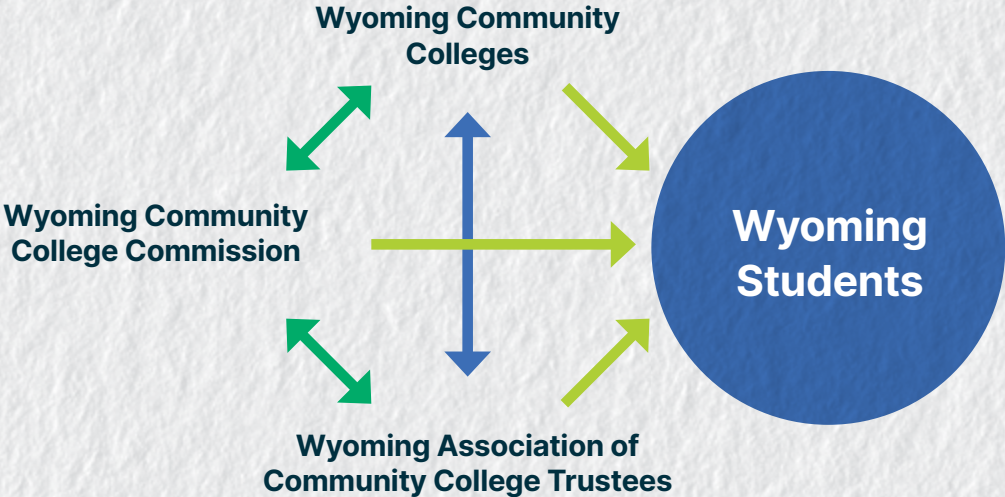 Wyoming Community
Colleges
Wyoming Community
College Commission
Wyoming
Students
Wyoming Association of
Community College Trustees